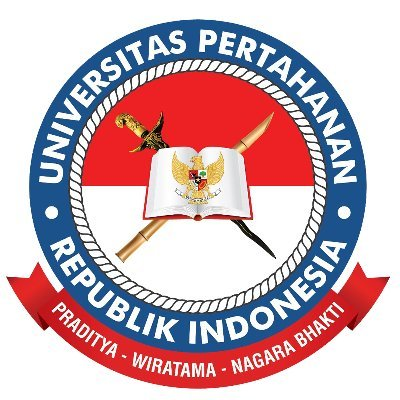 UNIVERSITAS PERTAHANAN
REPUBLIK INDONESIA
PRADITYA - WIRATAMA - NAGARA BHAKTI